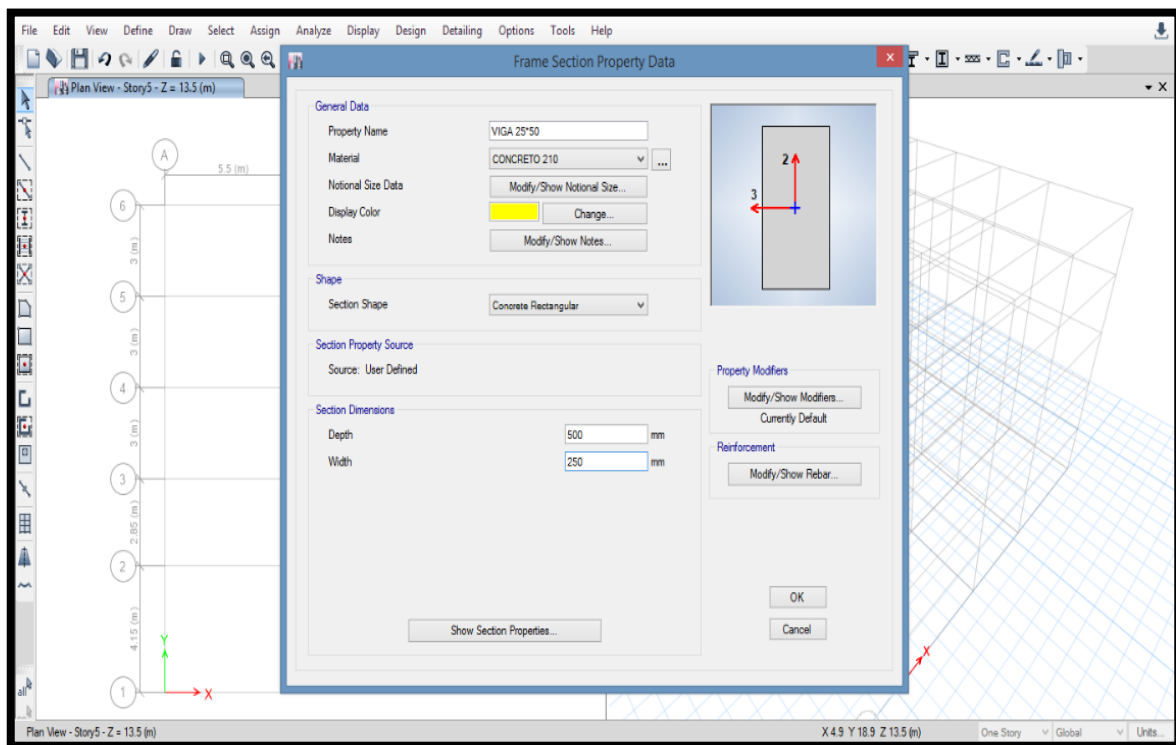 File Edit View Define Draw Select Assign Analyze Display Design Detailing Options Tools Help
Frame Section Property Data
Plan View - Story5 - Z = 13.5 (m)
General Data
Property Name VIGA 25*50
Material CONCRETO 210 ...
Notional Size Data Modify/Show Notional Size...
Display Color Change...
Notes Modify/Show Notes...
2
3
Shape
Section Shape Concrete Rectangular
Section Property Source
Source: User Defined
Property Modifiers
Modify/Show Modifiers...
Currently Default
Section Dimensions
Depth 500 mm
Width 250 mm
Reinforcement
Modify/Show Rebar...
OK
Cancel
Show Section Properties...
A
5.5 (m)
6
3 (m)
5
3 (m)
4
3 (m)
3
2.85 (m)
2
4.15 (m)
1
Y
X
X
all
Plan View - Story5 - Z = 13.5 (m) X 4.9 Y 18.9 Z 13.5 (m) One Story Global Units...